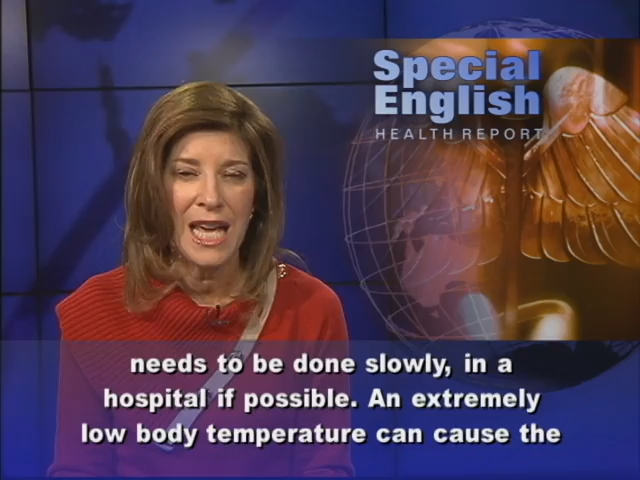 Special
English
HEALTH REPORT
needs to be done slowly, in a
hospital if possible. An extremely
low body temperature can cause the